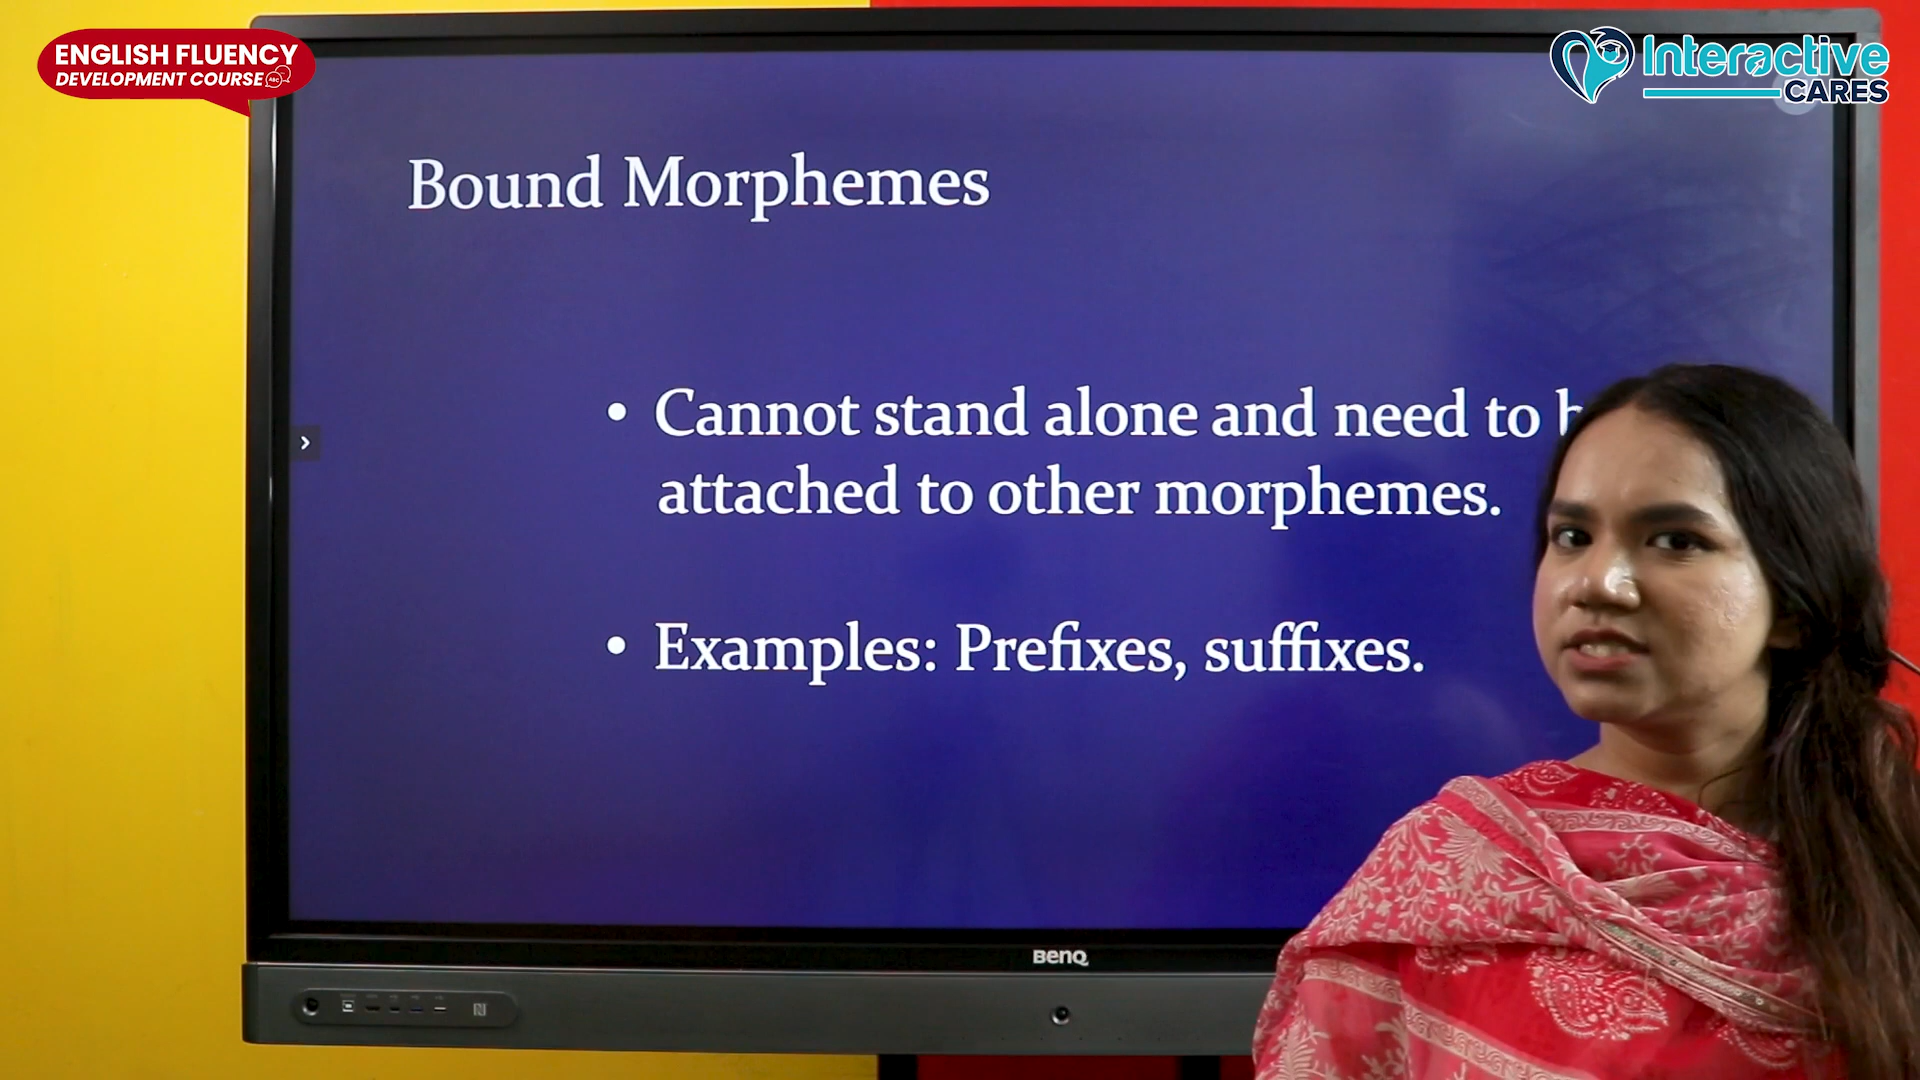 ENGLISH FLUENCY
DEVELOPMENT COURSE
ABC
Interactive
CARES
Bound Morphemes
• Cannot stand alone and need to
attached to other morphemes.
• Examples: Prefixes, suffixes.
BenQ